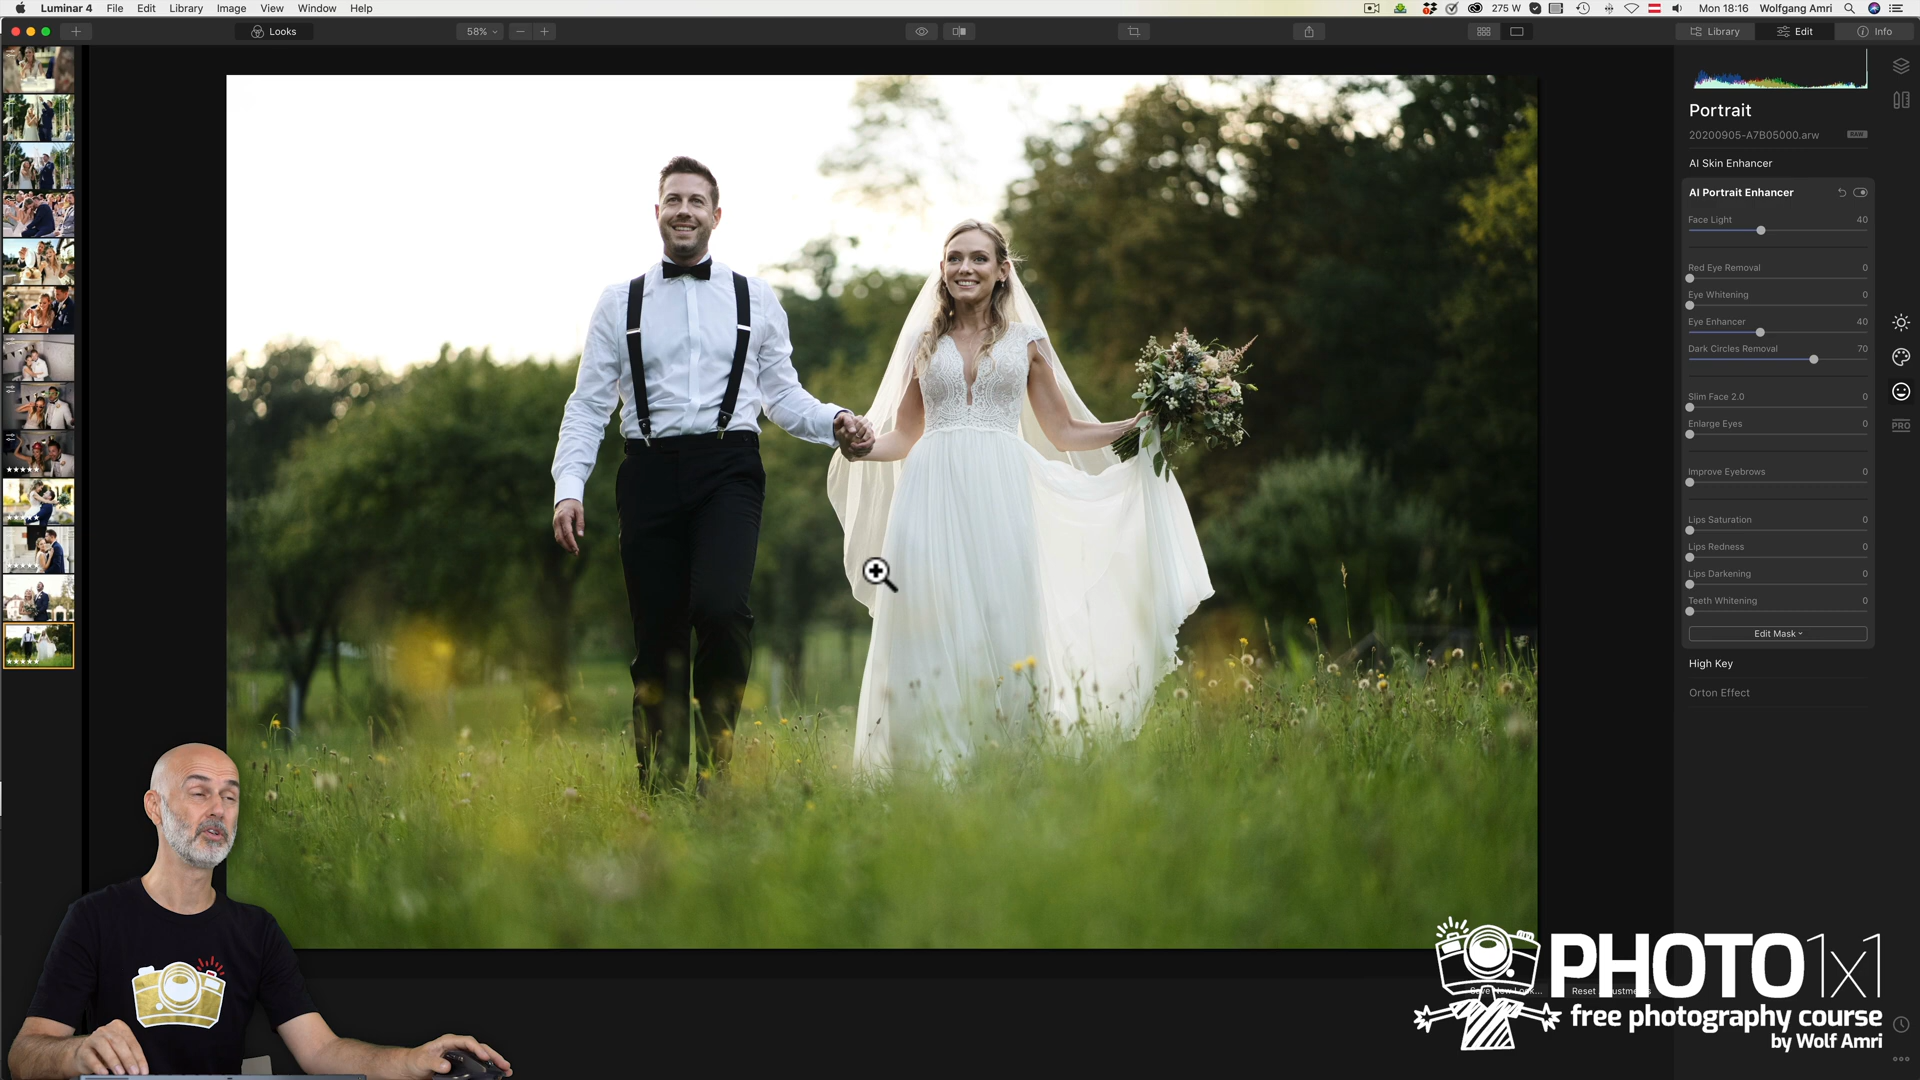 Luminar 4 File Edit Library Image View Window Help 275 W Mon 18:16 Wolfgang Amri
Looks 58% Library Edit Info
Portrait
20200905-A7B05000.arw RAW
AI Skin Enhancer
AI Portrait Enhancer
Face Light 40
Red Eye Removal 0
Eye Whitening 0
Eye Enhancer 40
Dark Circles Removal 70
Slim Face 2.0 0
Enlarge Eyes 0
Improve Eyebrows 0
Lips Saturation 0
Lips Redness 0
Lips Darkening 0
Teeth Whitening 0
Edit Mask
High Key
Orton Effect
PRO
PHOTO1x1
Reset
free photography course
by Wolf Amri